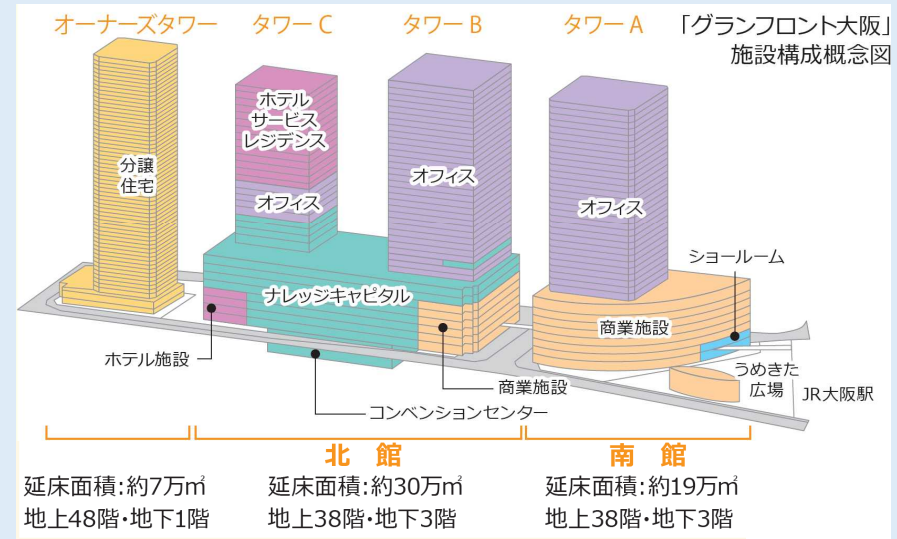 オーナーズタワー
タワー C
タワー B
タワー A
「グランフロント大阪」
施設構成概念図
ホテル
サービス
レジデンス
分譲
住宅
オフィス
オフィス
オフィス
ショールーム
ナレッジキャピタル
商業施設
ホテル施設
商業施設
うめきた
広場
JR大阪駅
コンベンションセンター
北 館
南 館
延床面積:約7万㎡
地上48階・地下1階
延床面積:約30万㎡
地上38階・地下3階
延床面積:約19万㎡
地上38階・地下3階